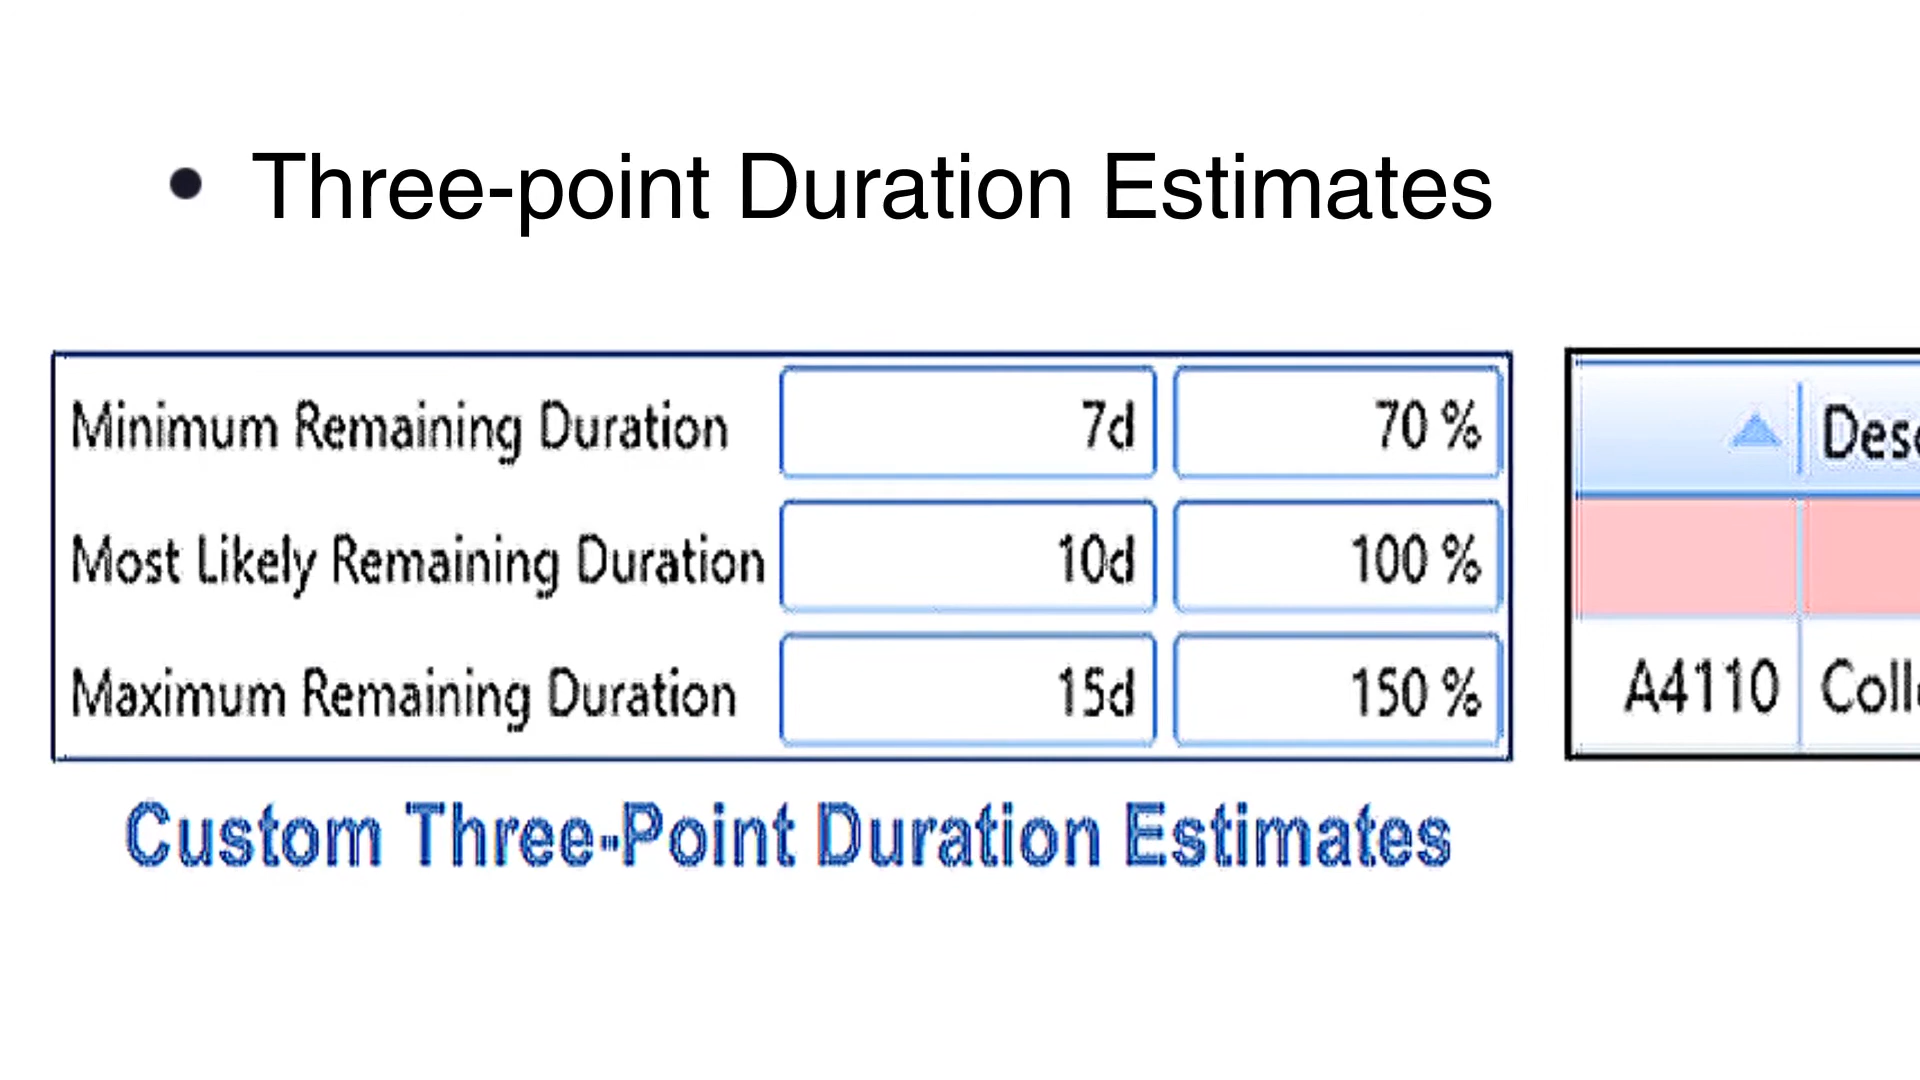 • Three-point Duration Estimates
Minimum Remaining Duration 7d 70 %
Most Likely Remaining Duration 10d 100 %
Maximum Remaining Duration 15d 150 %
Custom Three-Point Duration Estimates
A4110